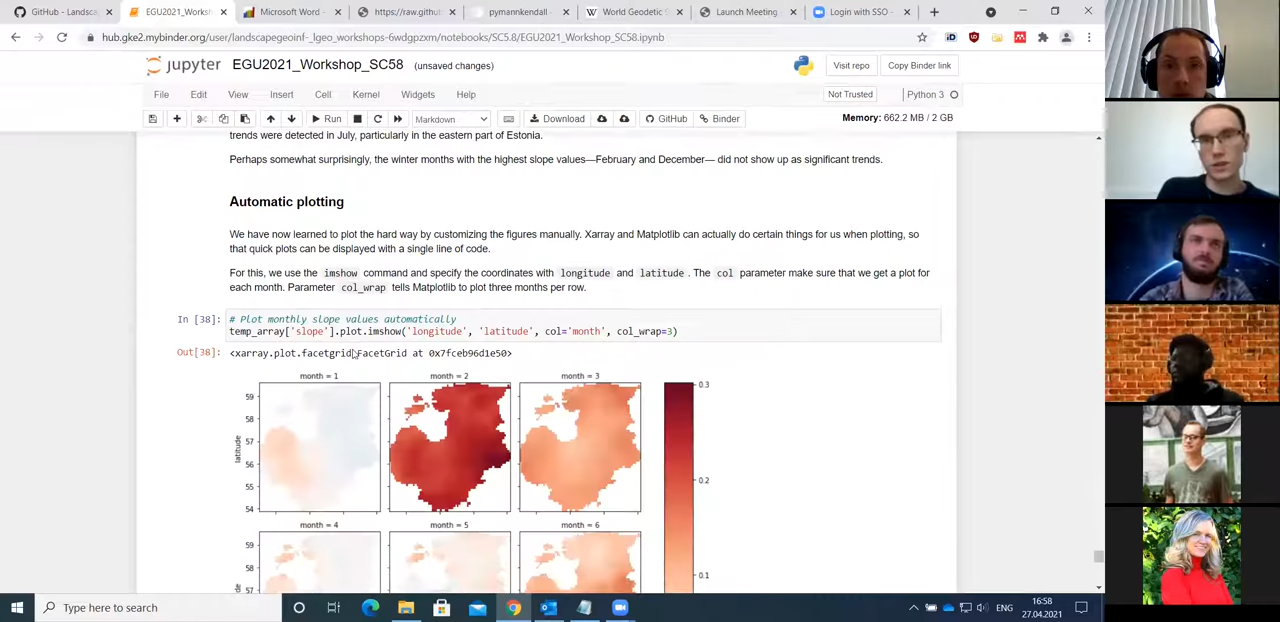 GitHub - Landsca
EGU2021_Worksh
Microsoft Word -
https://raw.githu
pymannkendall -
World Geodetic S
Launch Meeting
Login with SSO -
hub.gke2.mybinder.org/user/landscapegeoinf-_lgeo_workshops-6wdgpzxm/notebooks/SC5.8/EGU2021_Workshop_SC58.ipynb
jupyter EGU2021_Workshop_SC58 (unsaved changes)
Visit repo
Copy Binder link
File Edit View Insert Cell Kernel Widgets Help
Not Trusted
Python 3
Run
Markdown
Download
GitHub
Binder
Memory: 662.2 MB / 2 GB
trends were detected in July, particularly in the eastern part of Estonia.
Perhaps somewhat surprisingly, the winter months with the highest slope values—February and December— did not show up as significant trends.
Automatic plotting
We have now learned to plot the hard way by customizing the figures manually. Xarray and Matplotlib can actually do certain things for us when plotting, so
that quick plots can be displayed with a single line of code.
For this, we use the imshow command and specify the coordinates with longitude and latitude. The col parameter make sure that we get a plot for
each month. Parameter col_wrap tells Matplotlib to plot three months per row.
In [38]: # Plot monthly slope values automatically
temp_array['slope'].plot.imshow('longitude', 'latitude', col='month', col_wrap=3)
Out[38]: <xarray.plot.facetgrid.FacetGrid at 0x7fceb96d1e50>
month = 1
month = 2
month = 3
59
58
57
56
55
54
latitude
0.3
0.2
0.1
month = 4
month = 5
month = 6
59
58
57
de
Type here to search
ENG
16:58
27.04.2021